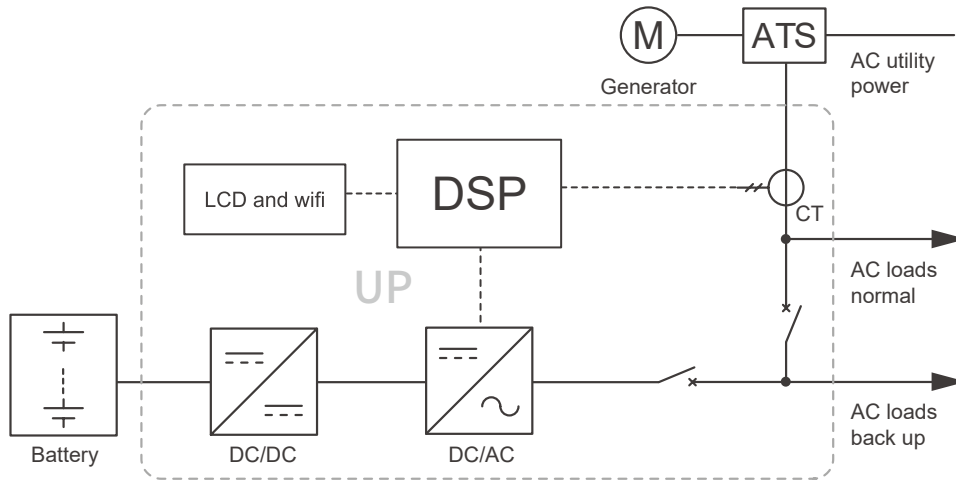 M
ATS
Generator
AC utility
power
LCD and wifi
DSP
CT
UP
AC loads
normal
Battery
DC/DC
DC/AC
AC loads
back up